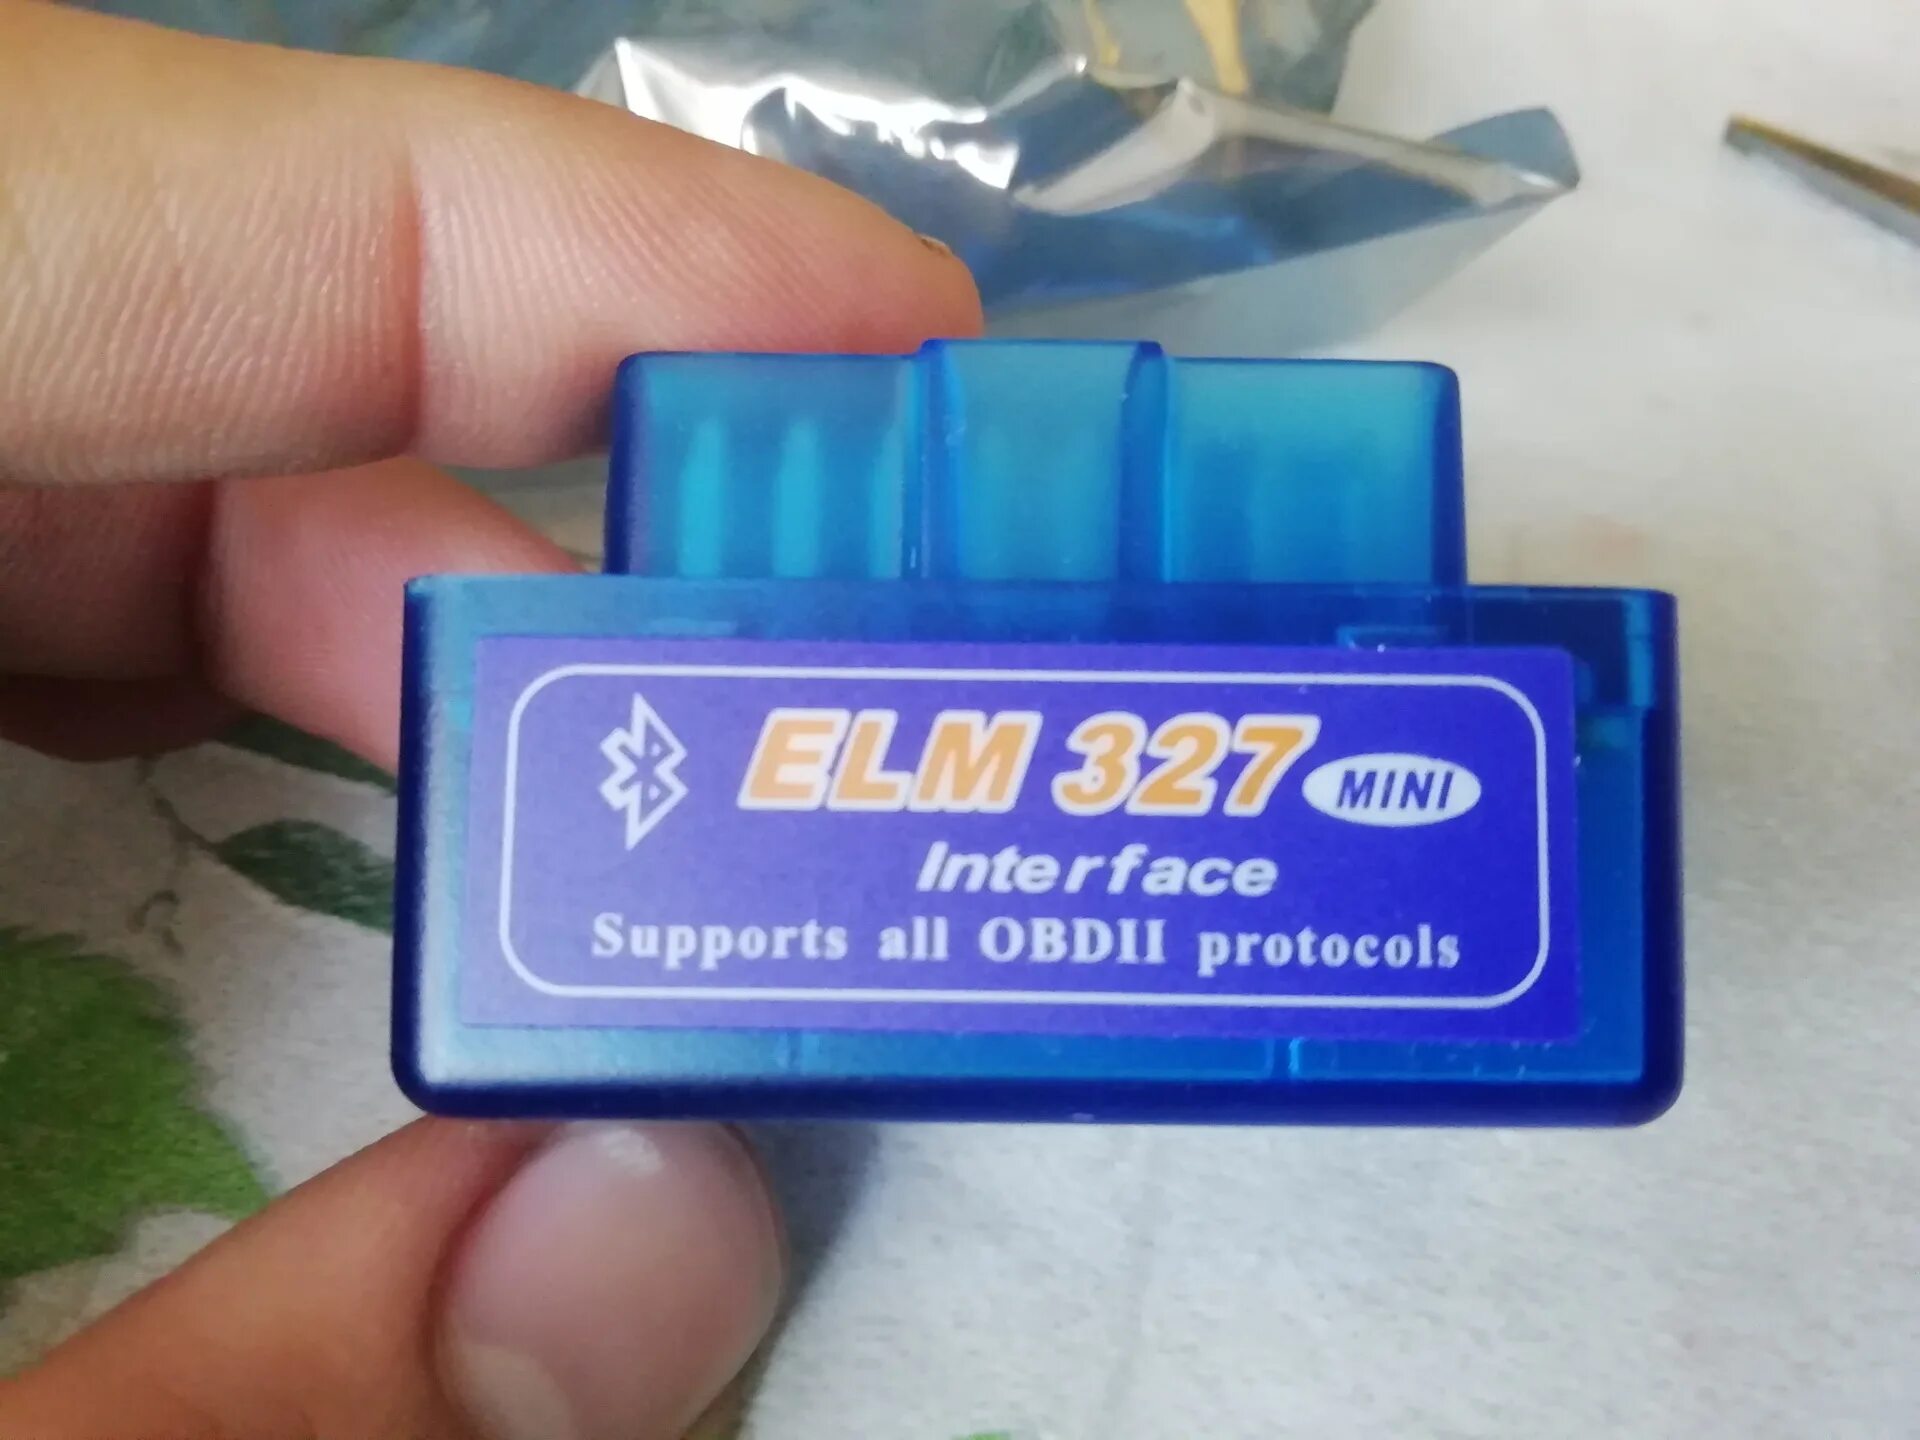 ELM 327 MINI
Interface
Supports all OBDII protocols